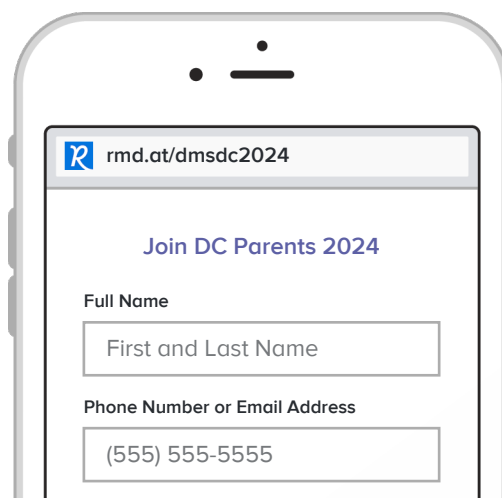 rmd.at/dmsdc2024
Join DC Parents 2024
Full Name
First and Last Name
Phone Number or Email Address
(555) 555-5555